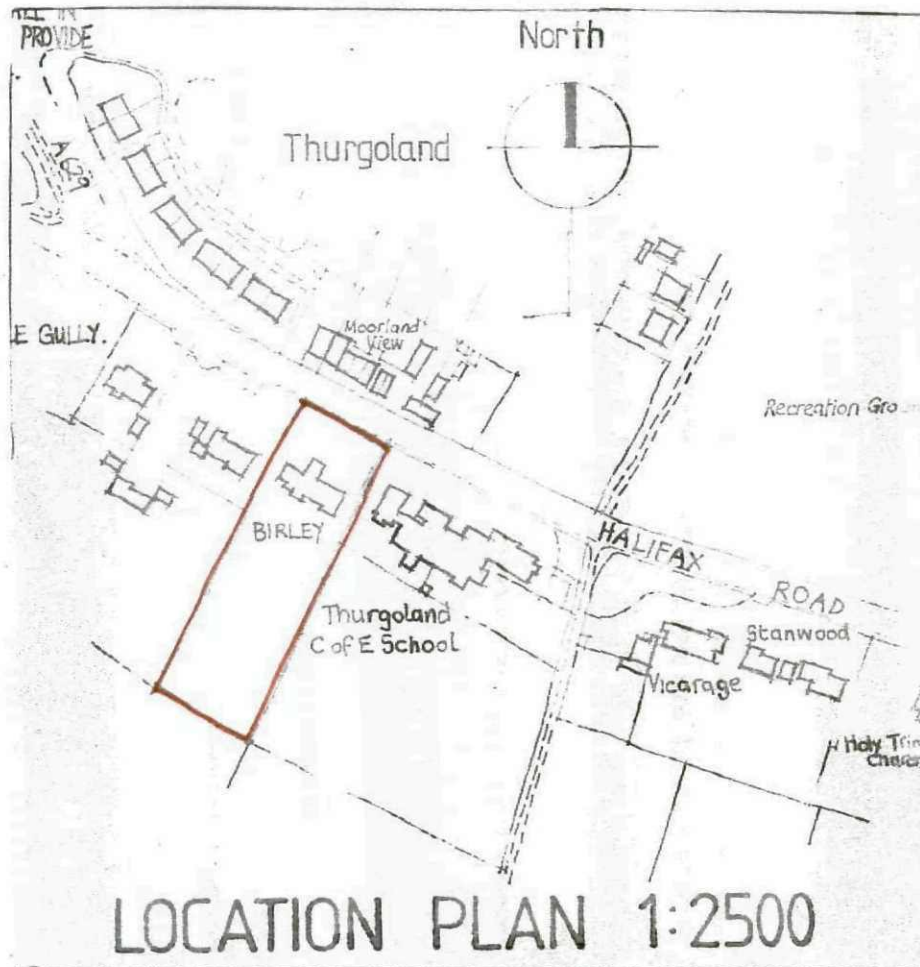 PROVIDE
North
Thurgoland
A629
E GULLY.
Moorland
View
Recreation Gro
BIRLEY
HALIFAX
ROAD
Thurgoland
C of E School
Stanwood
Vicarage
Holy Trin
Church
LOCATION PLAN 1:2500